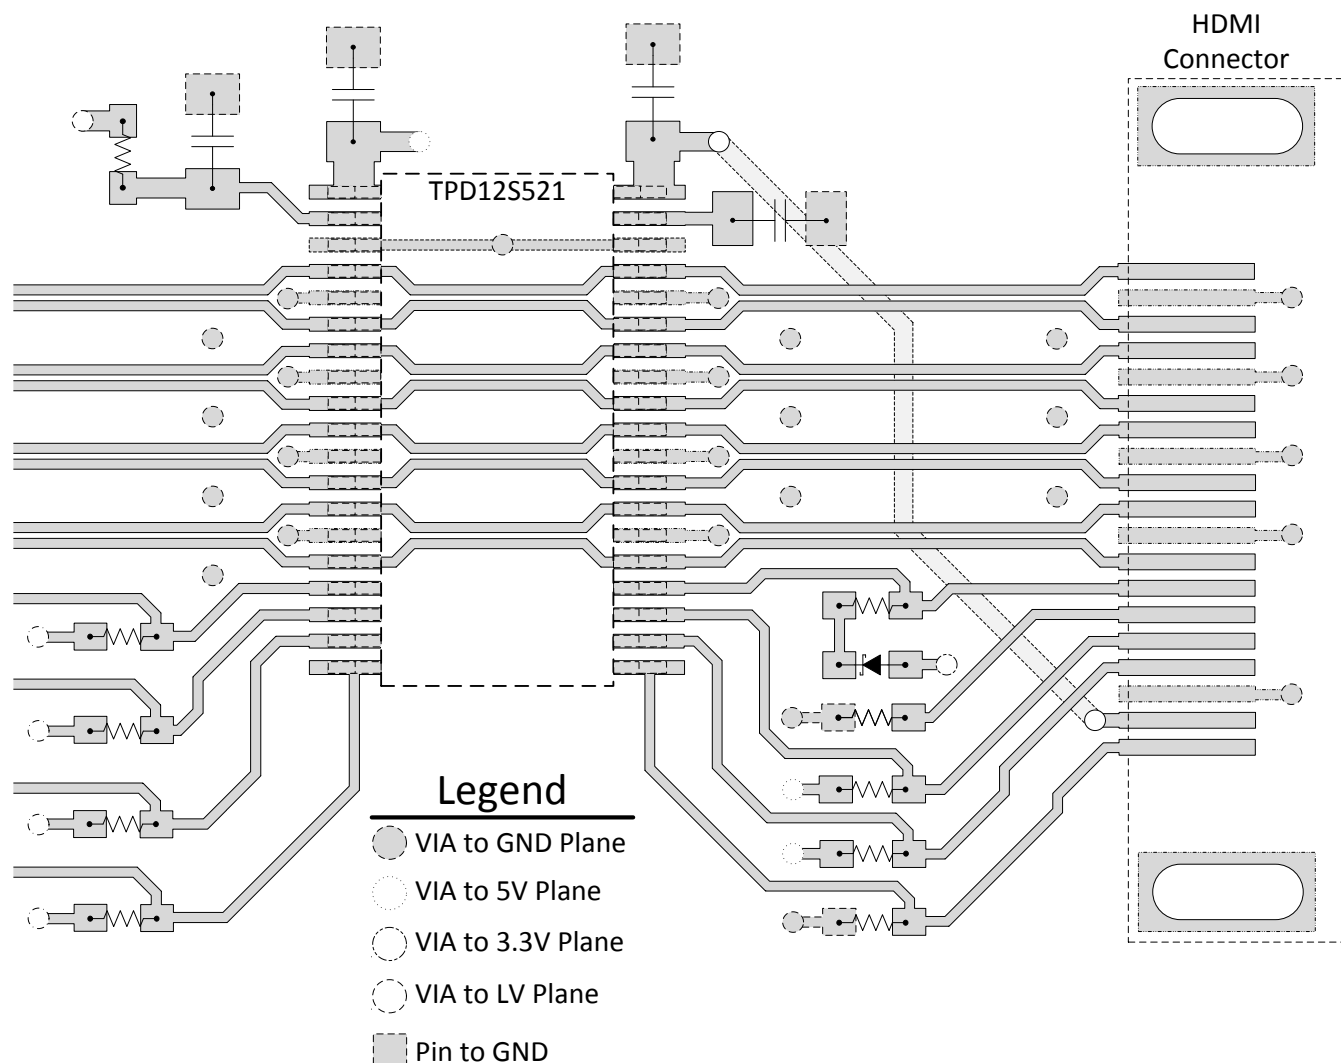 HDMI
Connector
TPD12S521
Legend
VIA to GND Plane
VIA to 5V Plane
VIA to 3.3V Plane
VIA to LV Plane
Pin to GND